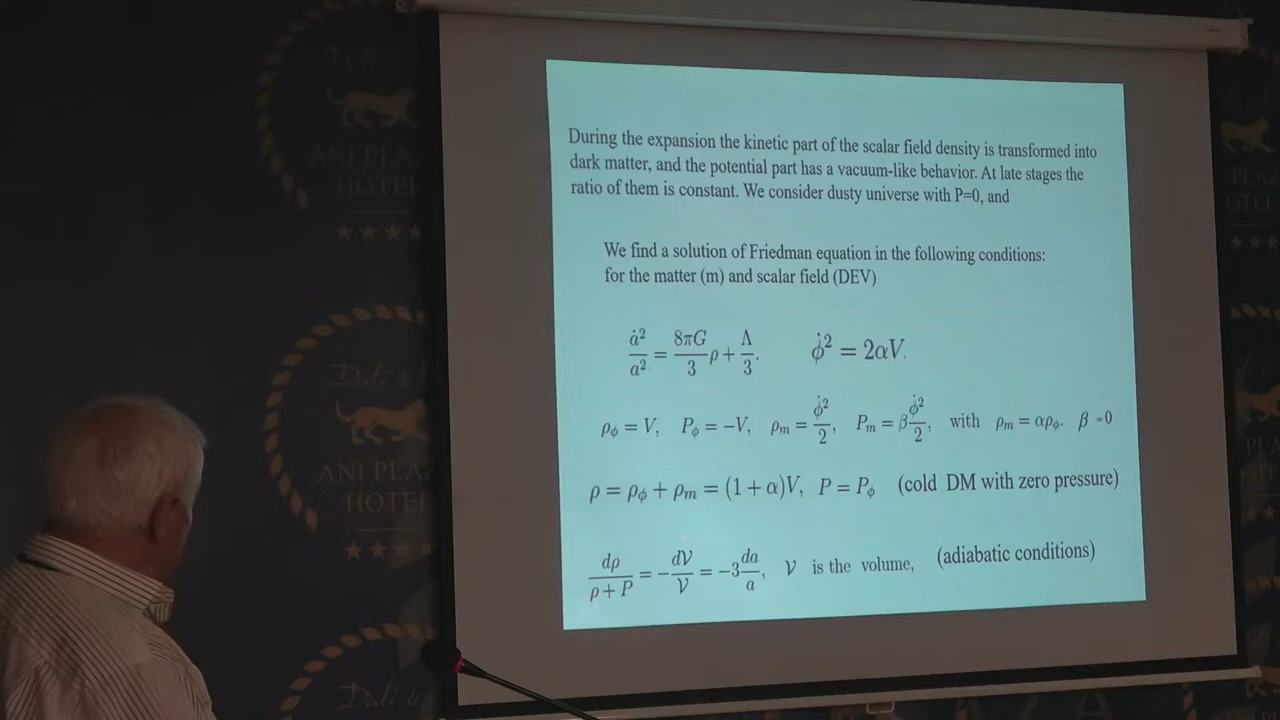 During the expansion the kinetic part of the scalar field density is transformed into
dark matter, and the potential part has a vacuum-like behavior. At late stages the
ratio of them is constant. We consider dusty universe with P=0, and
We find a solution of Friedman equation in the following conditions:
for the matter (m) and scalar field (DEV)
ȧ²/a² = 8πG/3 ρ + Λ/3. ϕ̇² = 2αV.
ρ_ϕ = V, P_ϕ = −V, ρ_m = ϕ̇²/2, P_m = β ϕ̇²/2, with ρ_m = αρ_ϕ. β =0
ρ = ρ_ϕ + ρ_m = (1 + α)V, P = P_ϕ (cold DM with zero pressure)
dρ/(ρ + P) = − d𝒱/𝒱 = −3 da/a, 𝒱 is the volume, (adiabatic conditions)
ANI PLAZA
HOTEL
ANI PLAZ
HOTEL
PLAZ
OTEL